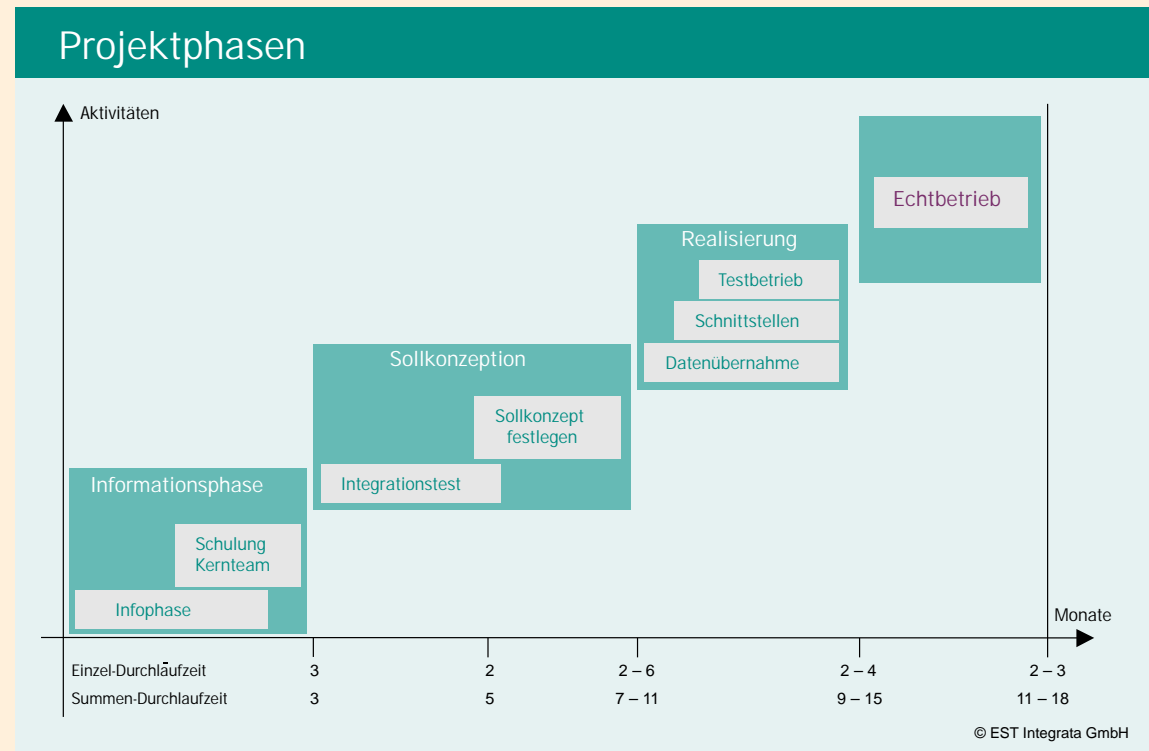 Projektphasen
Aktivitäten
Echtbetrieb
Realisierung
Testbetrieb
Schnittstellen
Datenübernahme
Sollkonzeption
Sollkonzept
festlegen
Integrationstest
Informationsphase
Schulung
Kernteam
Infophase
Monate
Einzel-Durchlaufzeit 3 2 2 – 6 2 – 4 2 – 3
Summen-Durchlaufzeit 3 5 7 – 11 9 – 15 11 – 18
© EST Integrata GmbH